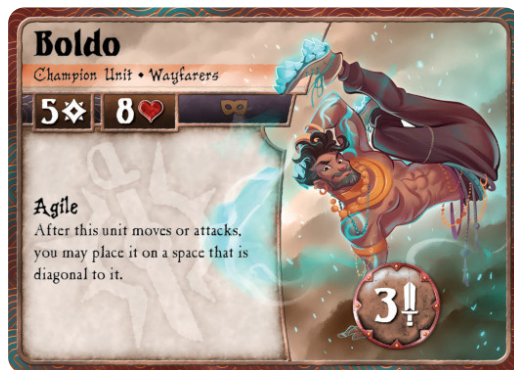 Boldo
Champion Unit • Wayfarers
5 8
Agile
After this unit moves or attacks,
you may place it on a space that is
diagonal to it.
3